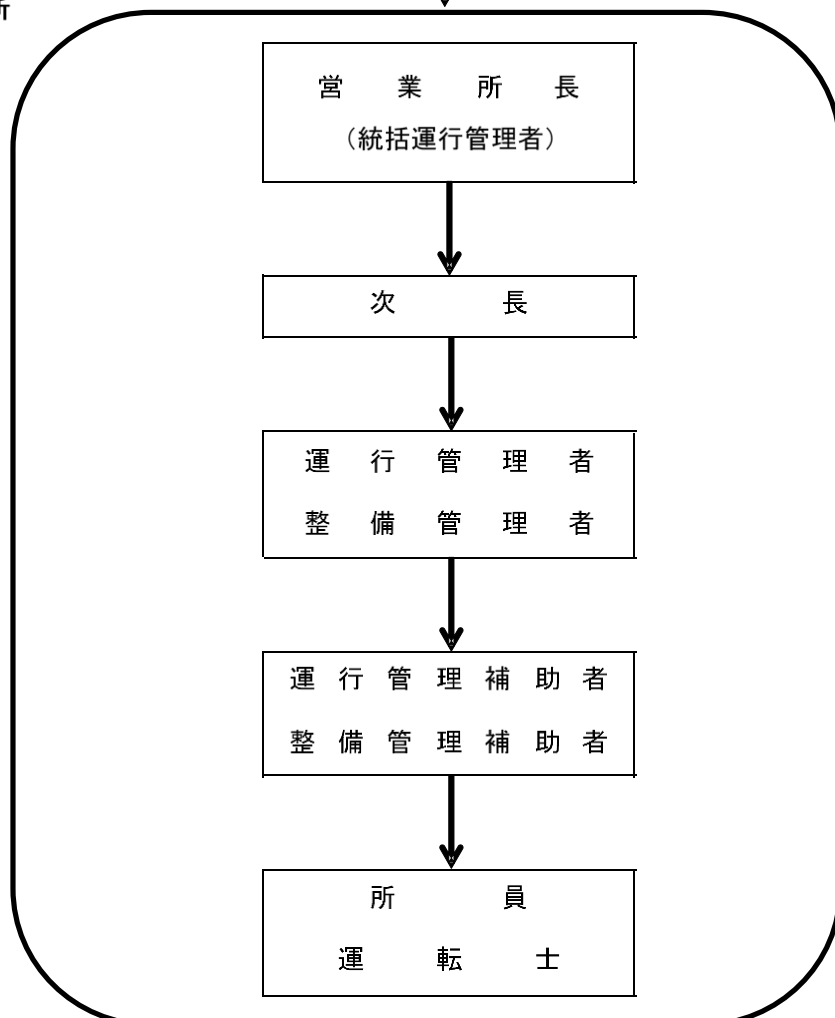 所
営業所長
（統括運行管理者）
次長
運行管理者
整備管理者
運行管理補助者
整備管理補助者
所員
運転士